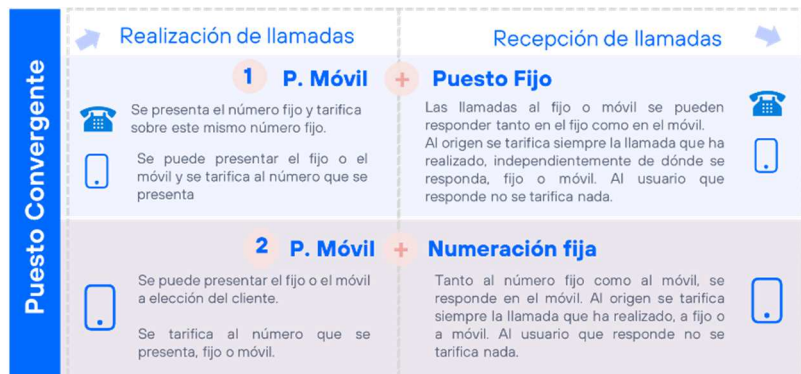 Puesto Convergente
Realización de llamadas
Recepción de llamadas
1 P. Móvil + Puesto Fijo
Se presenta el número fijo y tarifica
sobre este mismo número fijo.
Se puede presentar el fijo o el
móvil y se tarifica al número que se
presenta
Las llamadas al fijo o móvil se pueden
responder tanto en el fijo como en el móvil.
Al origen se tarifica siempre la llamada que ha
realizado, independientemente de dónde se
responda, fijo o móvil. Al usuario que
responde no se tarifica nada.
2 P. Móvil + Numeración fija
Se puede presentar el fijo o el móvil
a elección del cliente.
Se tarifica al número que se
presenta, fijo o móvil.
Tanto al número fijo como al móvil, se
responde en el móvil. Al origen se tarifica
siempre la llamada que ha realizado, a fijo o
a móvil. Al usuario que responde no se
tarifica nada.